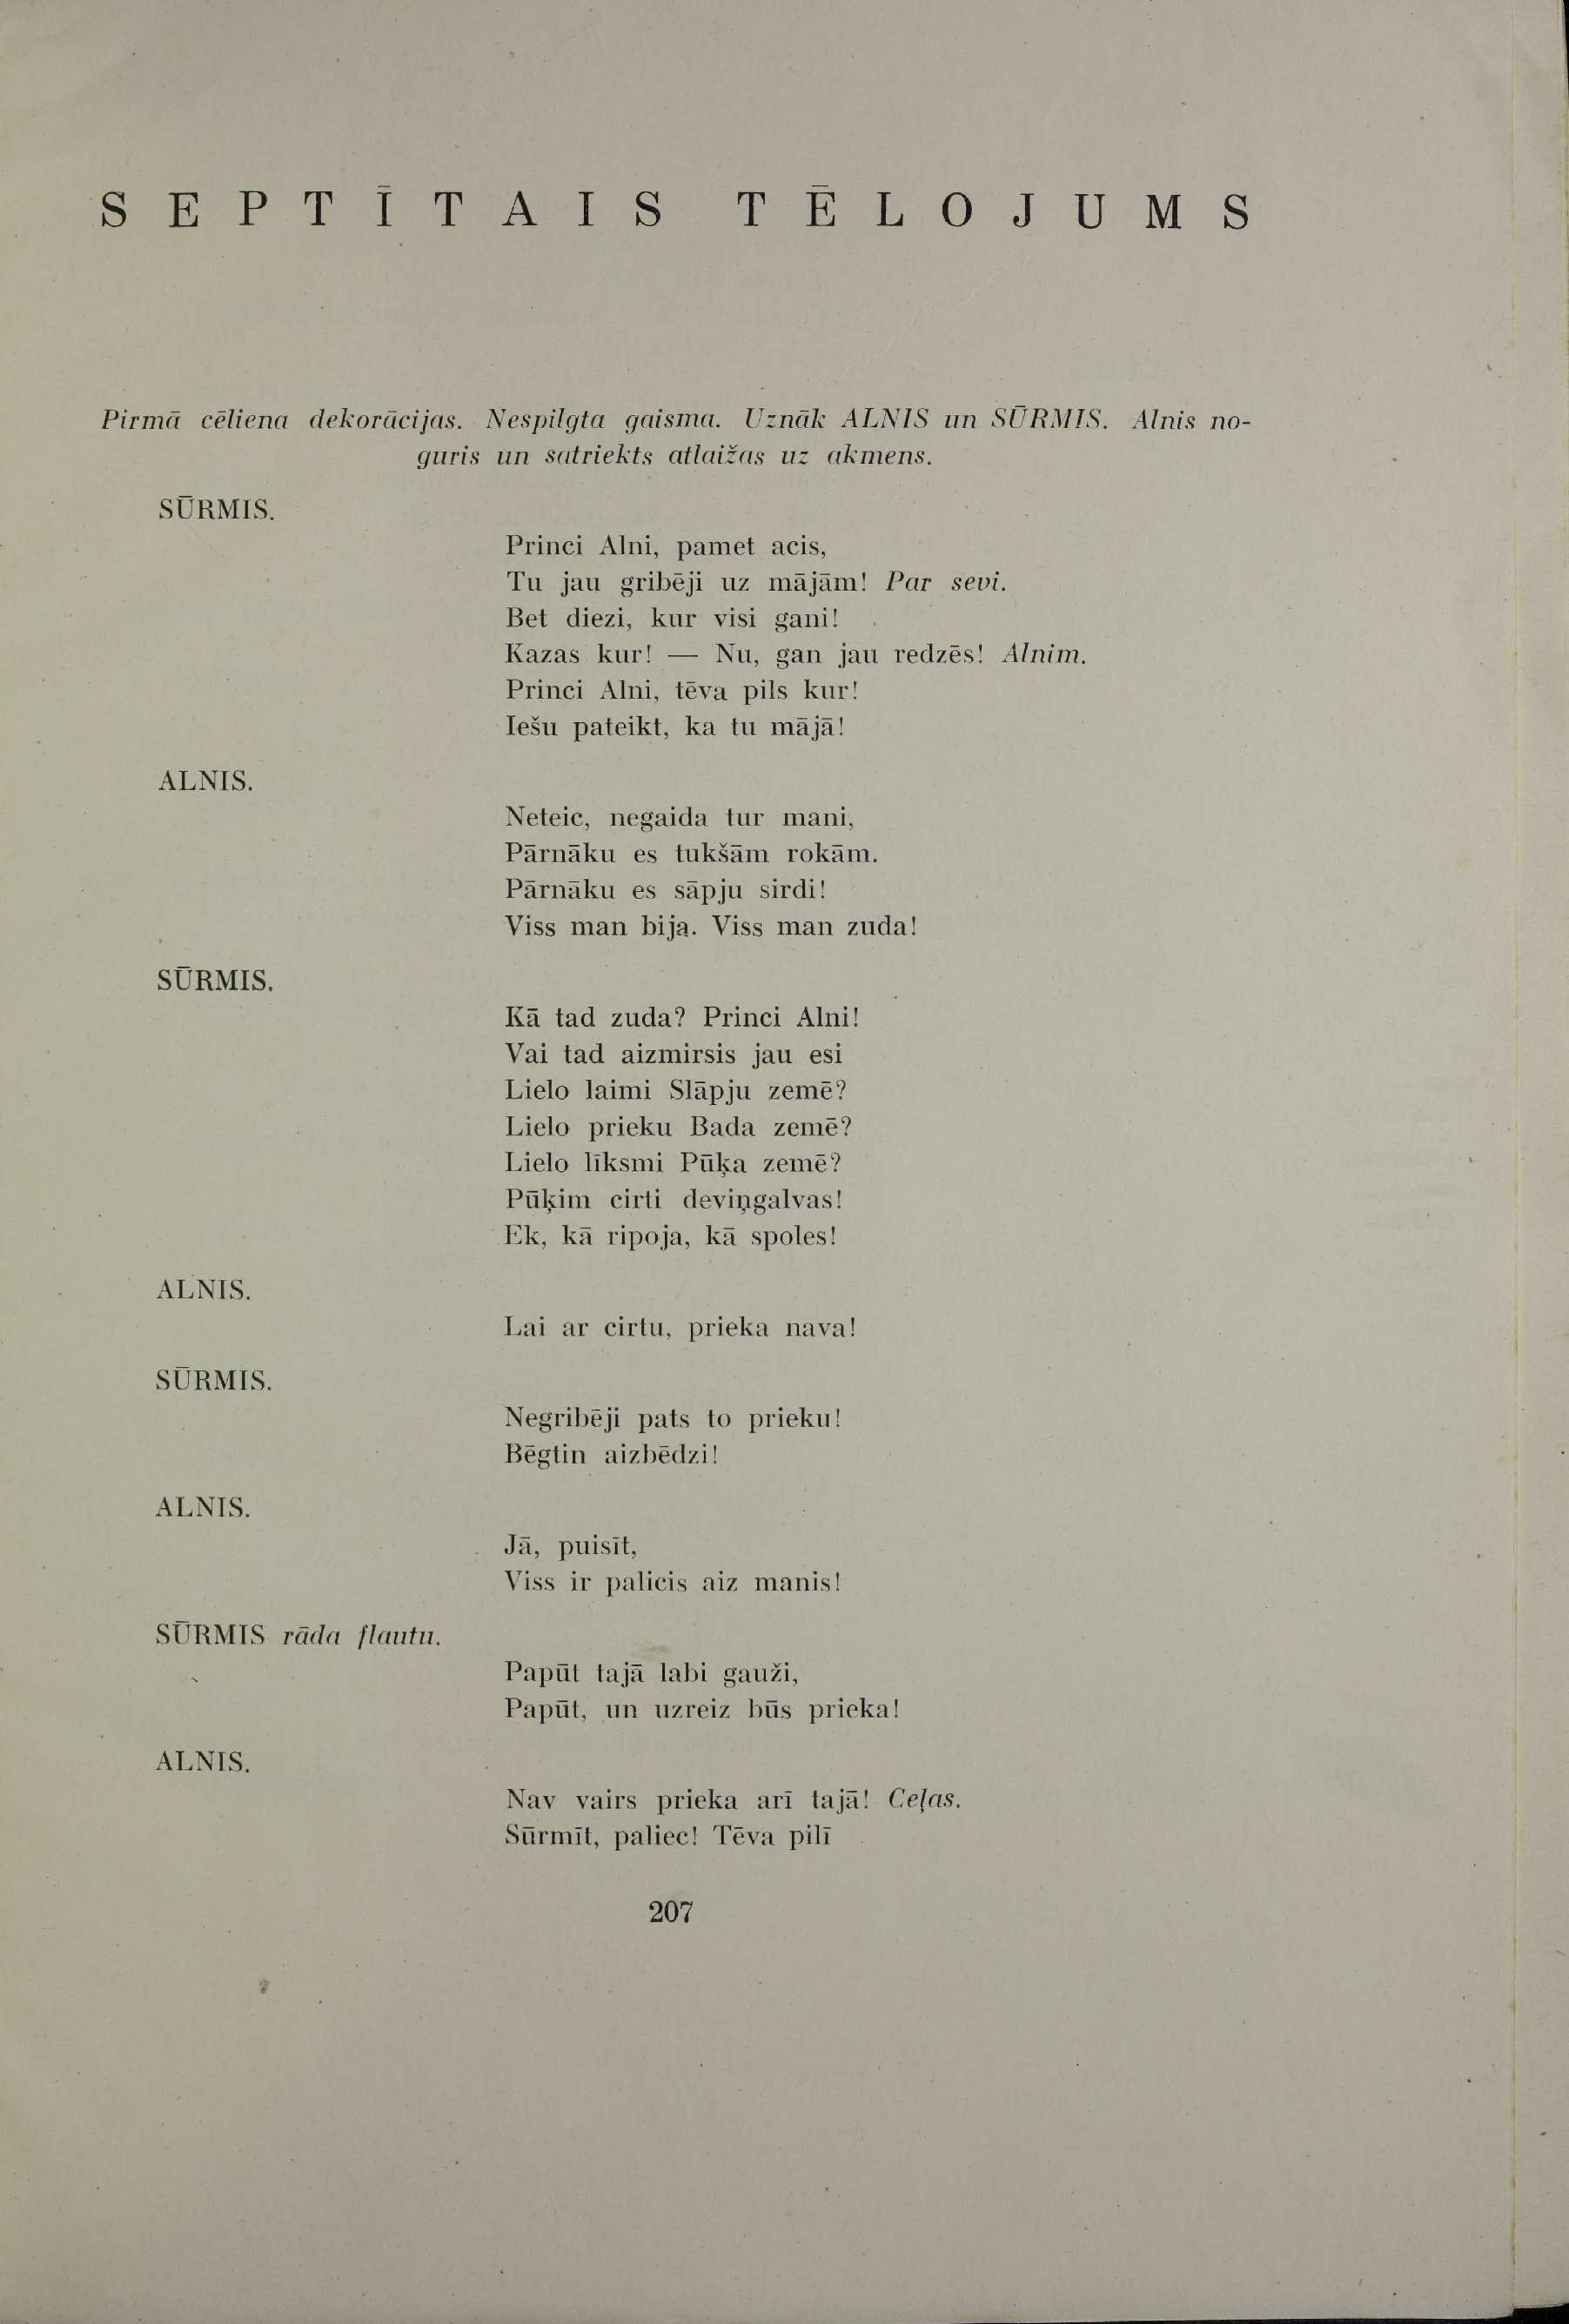 SEPTĪTAIS TĒLOJUMS
Pirmā cēliena dekorācijas. Nespilgta gaisma. Uznāk ALNIS un SŪRMIS. Alnis no-
guris un satriekts atlaižas uz akmens.
SŪRMIS.
Princi Alni, pamet acis,
Tu jau gribēji uz mājām! Par sevi.
Bet diezi, kur visi gani!
Kazas kur! — Nu, gan jau redzēs! Alnim.
Princi Alni, tēva pils kur!
Iešu pateikt, ka tu mājā!
ALNIS.
Neteic, negaida tur mani,
Pārnāku es tukšām rokām.
Pārnāku es sāpju sirdi!
Viss man bija. Viss man zuda!
SŪRMIS.
Kā tad zuda? Princi Alni!
Vai tad aizmirsis jau esi
Lielo laimi Slāpju zemē?
Lielo prieku Bada zemē?
Lielo līksmi Pūķa zemē?
Pūķim cirti deviņgalvas!
Ek, kā ripoja, kā spoles!
ALNIS.
Lai ar cirtu, prieka nava!
SŪRMIS.
Negribēji pats to prieku!
Bēgtin aizbēdzi!
ALNIS.
Jā, puisīt,
Viss ir palicis aiz manis!
SŪRMIS rāda flautu.
Papūt tajā labi gauži,
Papūt, un uzreiz būs prieka!
ALNIS.
Nav vairs prieka arī tajā! Ceļas.
Sūrmīt, paliec! Tēva pilī
207